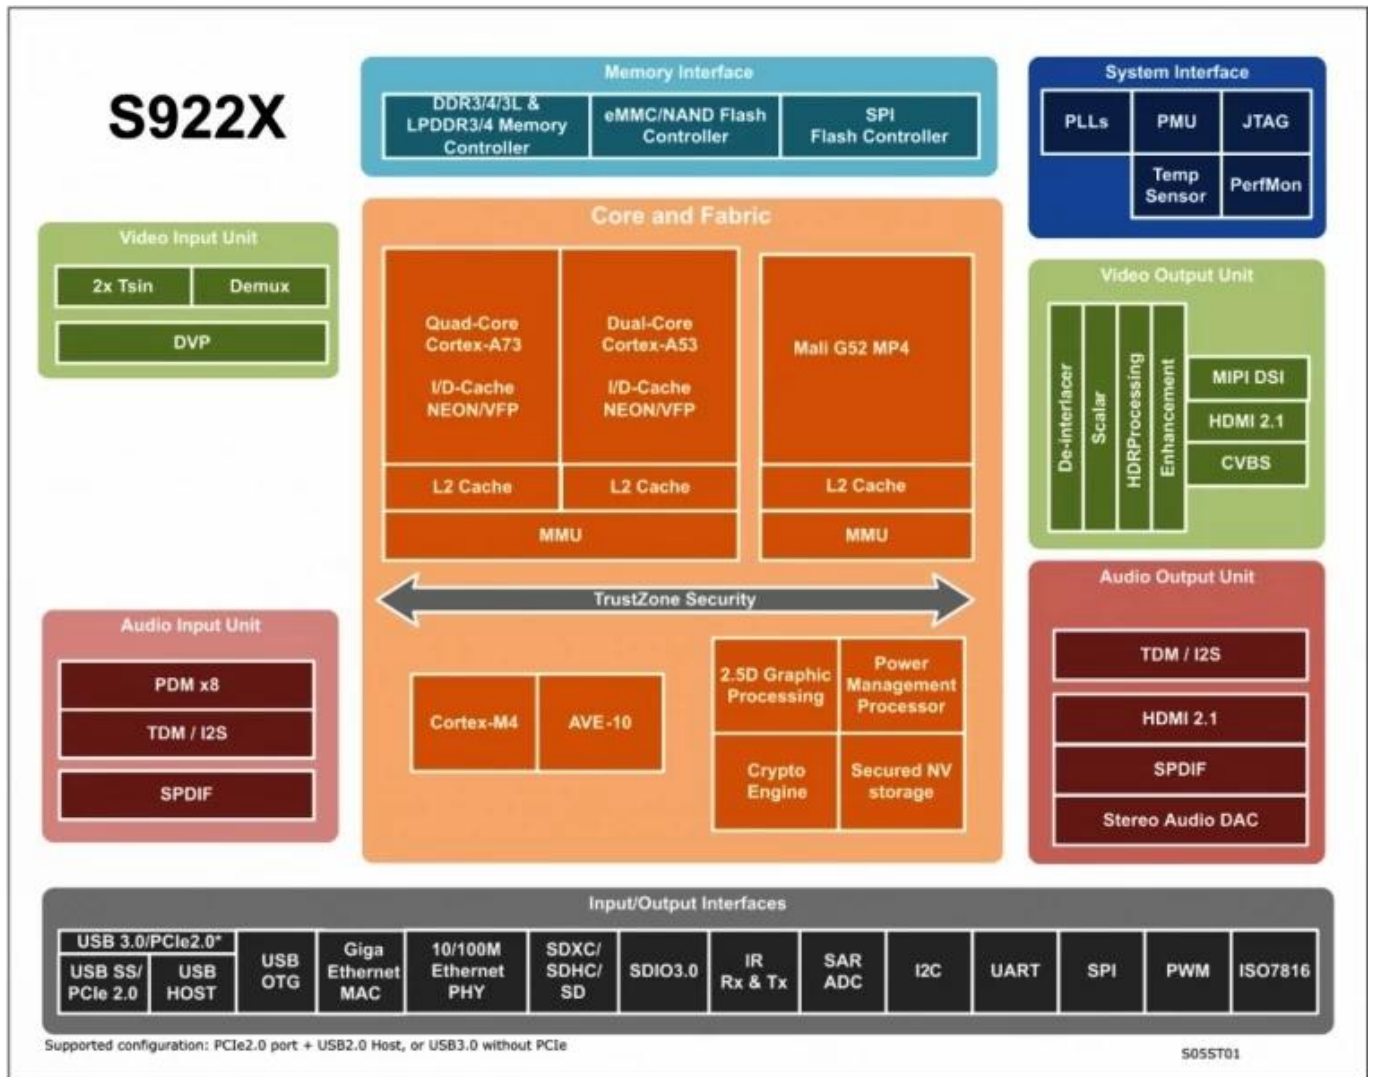 S922X
Memory Interface
DDR3/4/3L &
LPDDR3/4 Memory
Controller
eMMC/NAND Flash
Controller
SPI
Flash Controller
System Interface
PLLs
PMU
JTAG
Temp
Sensor
PerfMon
Video Input Unit
2x Tsin
Demux
DVP
Core and Fabric
Quad-Core
Cortex-A73
I/D-Cache
NEON/VFP
Dual-Core
Cortex-A53
I/D-Cache
NEON/VFP
Mali G52 MP4
L2 Cache
L2 Cache
L2 Cache
MMU
MMU
TrustZone Security
Cortex-M4
AVE-10
2.5D Graphic
Processing
Power
Management
Processor
Crypto
Engine
Secured NV
storage
Video Output Unit
De-interlacer
Scalar
HDRProcessing
Enhancement
MIPI DSI
HDMI 2.1
CVBS
Audio Input Unit
PDM x8
TDM / I2S
SPDIF
Audio Output Unit
TDM / I2S
HDMI 2.1
SPDIF
Stereo Audio DAC
Input/Output Interfaces
USB 3.0/PCIe2.0*
USB SS/
PCIe 2.0
USB
HOST
USB
OTG
Giga
Ethernet
MAC
10/100M
Ethernet
PHY
SDXC/
SDHC/
SD
SDIO3.0
IR
Rx & Tx
SAR
ADC
I2C
UART
SPI
PWM
ISO7816
Supported configuration: PCIe2.0 port + USB2.0 Host, or USB3.0 without PCIe
S05ST01